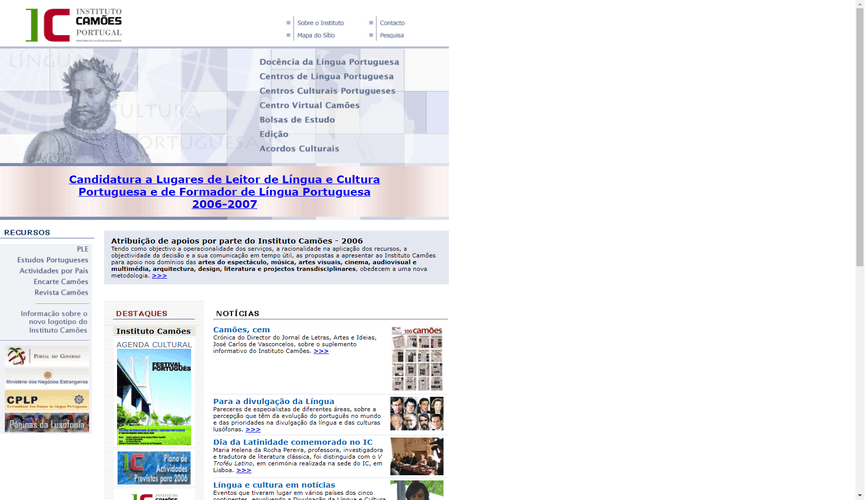 INSTITUTO
CAMÕES
PORTUGAL
Sobre o Instituto
Contacto
Mapa do Sítio
Pesquisa
LÍNGUA
CULTURA
PORTUGUESA
Docência da Língua Portuguesa
Centros de Língua Portuguesa
Centros Culturais Portugueses
Centro Virtual Camões
Bolsas de Estudo
Edição
Acordos Culturais
Candidatura a Lugares de Leitor de Língua e Cultura
Portuguesa e de Formador de Língua Portuguesa
2006-2007
RECURSOS
PLE
Estudos Portugueses
Actividades por País
Encarte Camões
Revista Camões
Informação sobre o
novo logotipo do
Instituto Camões
PORTAL DO GOVERNO
Ministério dos Negócios Estrangeiros
CPLP
Comunidade dos Países de Língua Portuguesa
Páginas da Lusofonia
Atribuição de apoios por parte do Instituto Camões - 2006
Tendo como objectivo a operacionalidade dos serviços, a racionalidade na aplicação dos recursos, a
objectividade da decisão e a sua comunicação em tempo útil, as propostas a apresentar ao Instituto Camões
para apoio nos domínios das artes do espectáculo, música, artes visuais, cinema, audiovisual e
multimédia, arquitectura, design, literatura e projectos transdisciplinares, obedecem a uma nova
metodologia. >>>
DESTAQUES
Instituto Camões
AGENDA CULTURAL
FESTIVAL
PORTUGUÊS
Plano de
Actividades
Previstas para 2006
INSTITUTO
CAMÕES
NOTÍCIAS
Camões, cem
Crónica do Director do Jornal de Letras, Artes e Ideias,
José Carlos de Vasconcelos, sobre o suplemento
informativo do Instituto Camões. >>>
100 CAMÕES
Para a divulgação da Língua
Pareceres de especialistas de diferentes áreas, sobre a
percepção que têm da evolução do português no mundo
e das prioridades na divulgação da língua e das culturas
lusófonas. >>>
Dia da Latinidade comemorado no IC
Maria Helena da Rocha Pereira, professora, investigadora
e tradutora de literatura clássica, foi distinguida com o V
Troféu Latino, em cerimónia realizada na sede do IC, em
Lisboa. >>>
Língua e cultura em notícias
Eventos que tiveram lugar em vários países dos cinco
continentes, envolvendo a Divulgação da Língua e Cultura